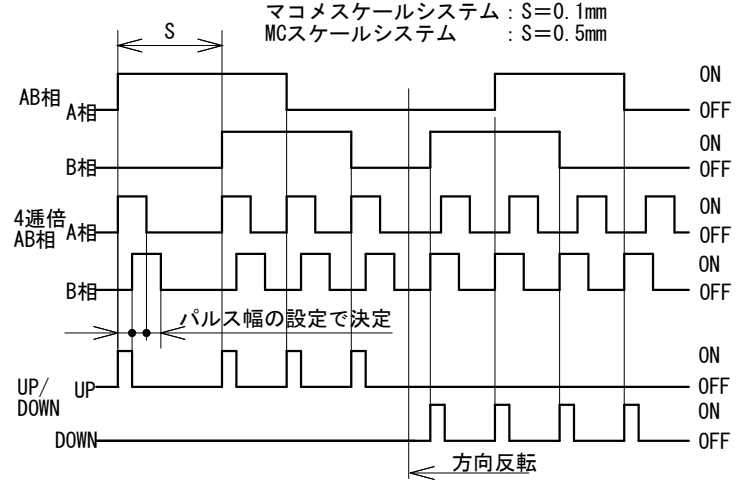 マコメスケールシステム：S＝0.1mm
MCスケールシステム　　：S＝0.5mm
S
AB相 A相 ON
OFF
B相 ON
OFF
4逓倍
AB相 A相 ON
OFF
B相 ON
OFF
パルス幅の設定で決定
UP/
DOWN UP ON
OFF
DOWN ON
OFF
方向反転